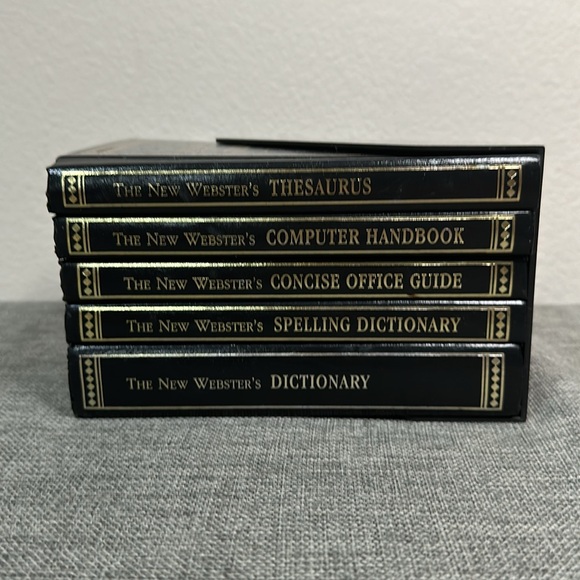 The New Webster's THESAURUS
The New Webster's COMPUTER HANDBOOK
The New Webster's CONCISE OFFICE GUIDE
The New Webster's SPELLING DICTIONARY
The New Webster's DICTIONARY